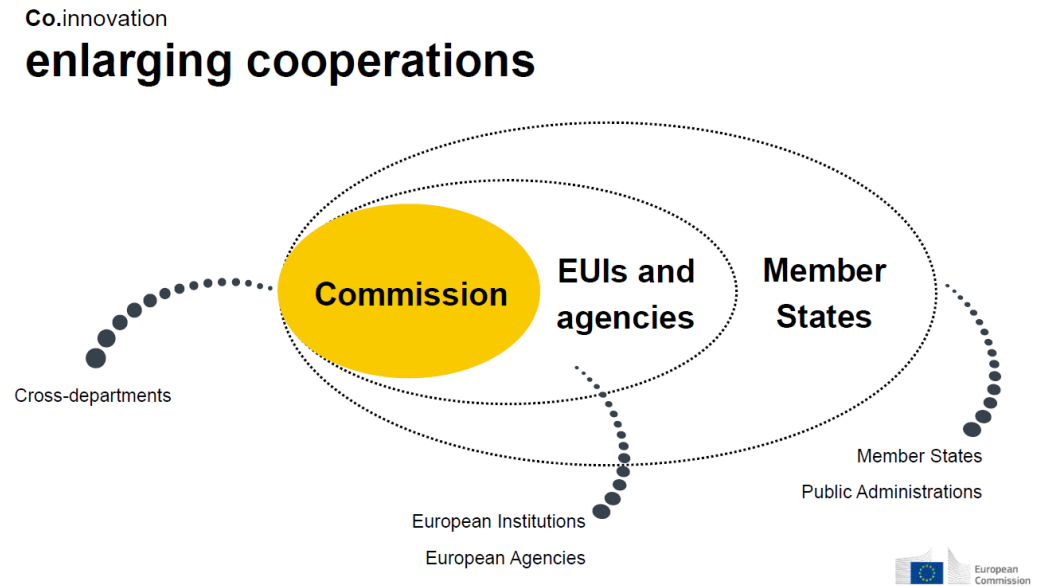 Co.innovation
enlarging cooperations
Commission
EUIs and
agencies
Member
States
Cross-departments
Member States
Public Administrations
European Institutions
European Agencies
European
Commission